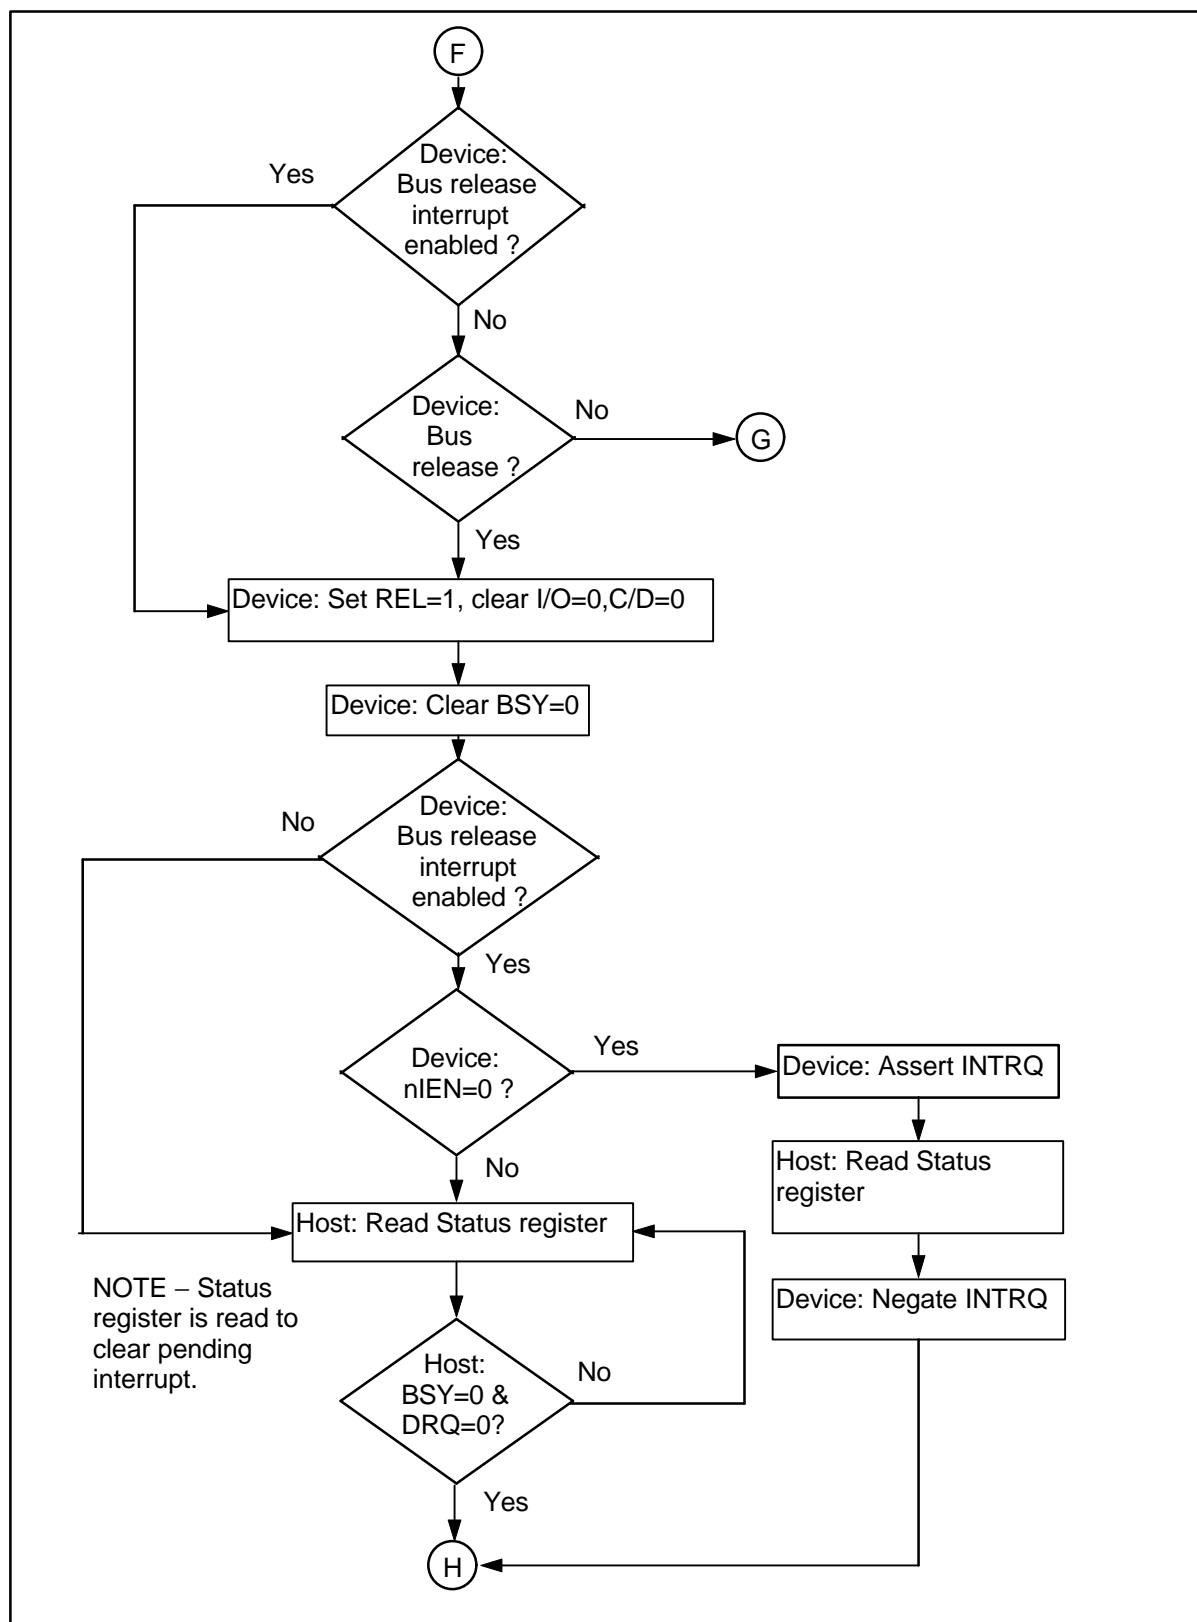 F
Device:
Bus release
interrupt
enabled ?
Yes
No
Device:
Bus
release ?
No
G
Yes
Device: Set REL=1, clear I/O=0,C/D=0
Device: Clear BSY=0
Device:
Bus release
interrupt
enabled ?
No
Yes
Device:
nIEN=0 ?
Yes
Device: Assert INTRQ
No
Host: Read Status
register
Host: Read Status register
Device: Negate INTRQ
NOTE – Status
register is read to
clear pending
interrupt.
Host:
BSY=0 &
DRQ=0?
No
Yes
H